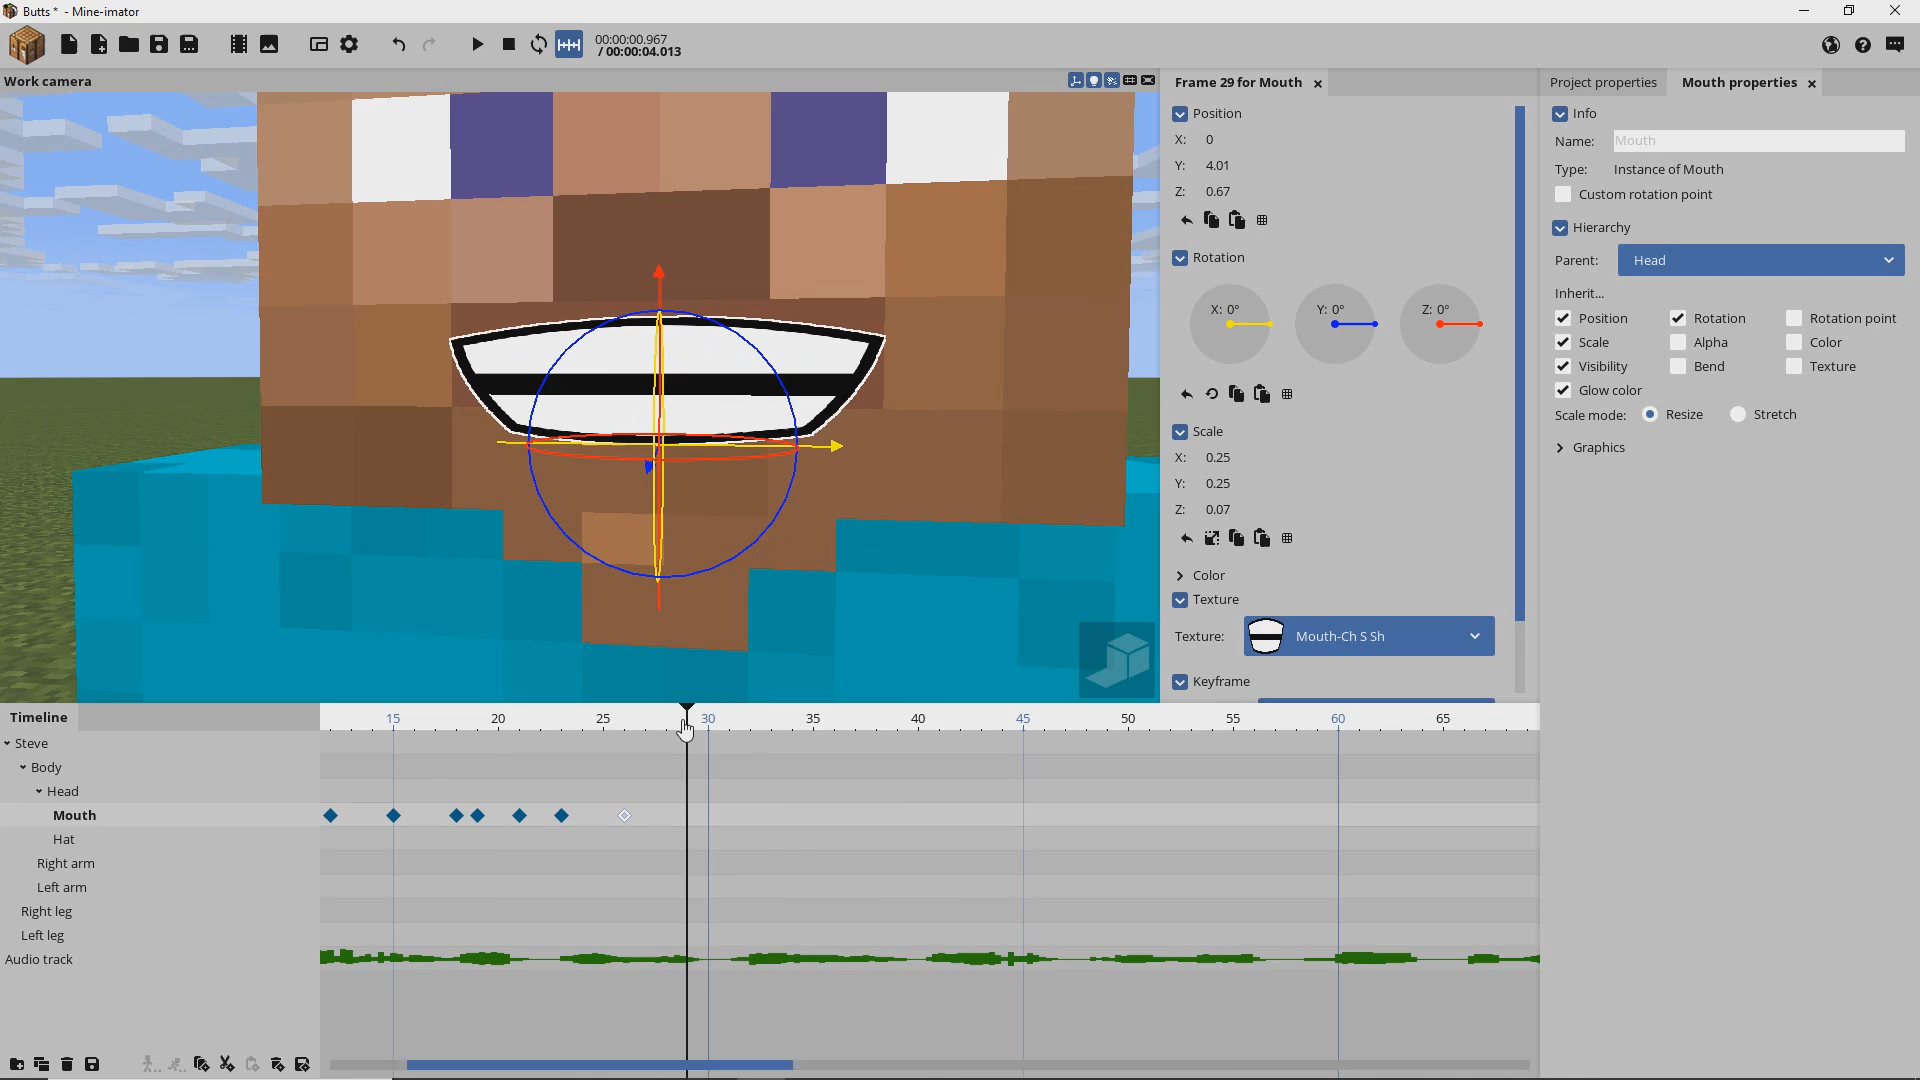 Butts * - Mine-imator
00:00:00.967
/ 00:00:04.013
Work camera
Frame 29 for Mouth
Position
X: 0
Y: 4.01
Z: 0.67
Rotation
X: 0° Y: 0° Z: 0°
Scale
X: 0.25
Y: 0.25
Z: 0.07
Color
Texture
Texture: Mouth-Ch S Sh
Keyframe
Project properties Mouth properties
Info
Name: Mouth
Type: Instance of Mouth
Custom rotation point
Hierarchy
Parent: Head
Inherit...
Position Rotation Rotation point
Scale Alpha Color
Visibility Bend Texture
Glow color
Scale mode: Resize Stretch
Graphics
Timeline
15 20 25 30 35 40 45 50 55 60 65
Steve
Body
Head
Mouth
Hat
Right arm
Left arm
Right leg
Left leg
Audio track